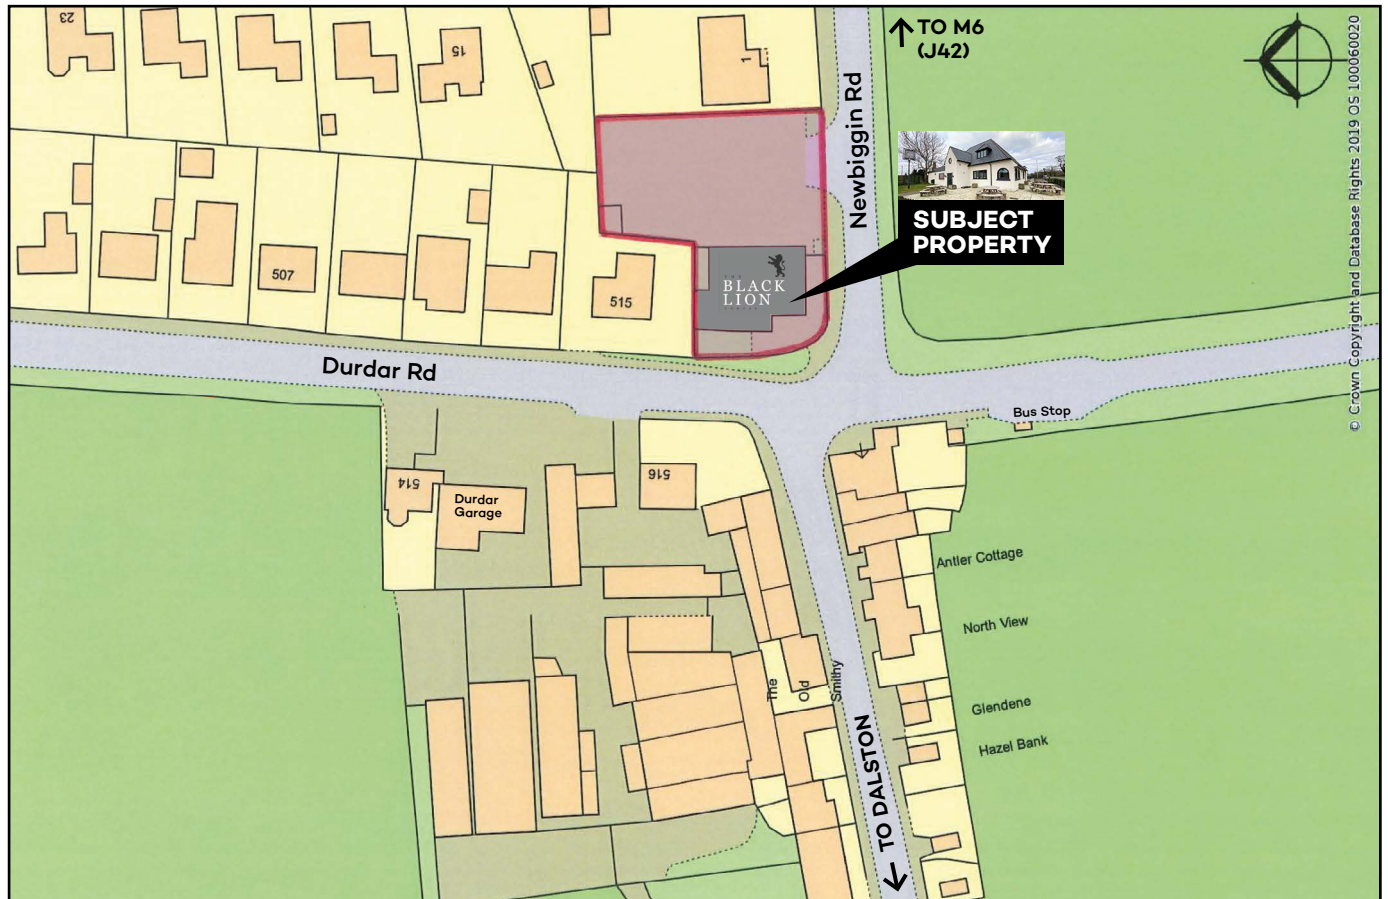 23
15
1
↑ TO M6
(J42)
Newbiggin Rd
SUBJECT
PROPERTY
THE
BLACK
LION
507
515
Durdar Rd
Bus Stop
514
Durdar
Garage
516
Antler Cottage
North View
The
Old
Smithy
Glendene
Hazel Bank
← TO DALSTON
© Crown Copyright and Database Rights 2019 OS 100060020